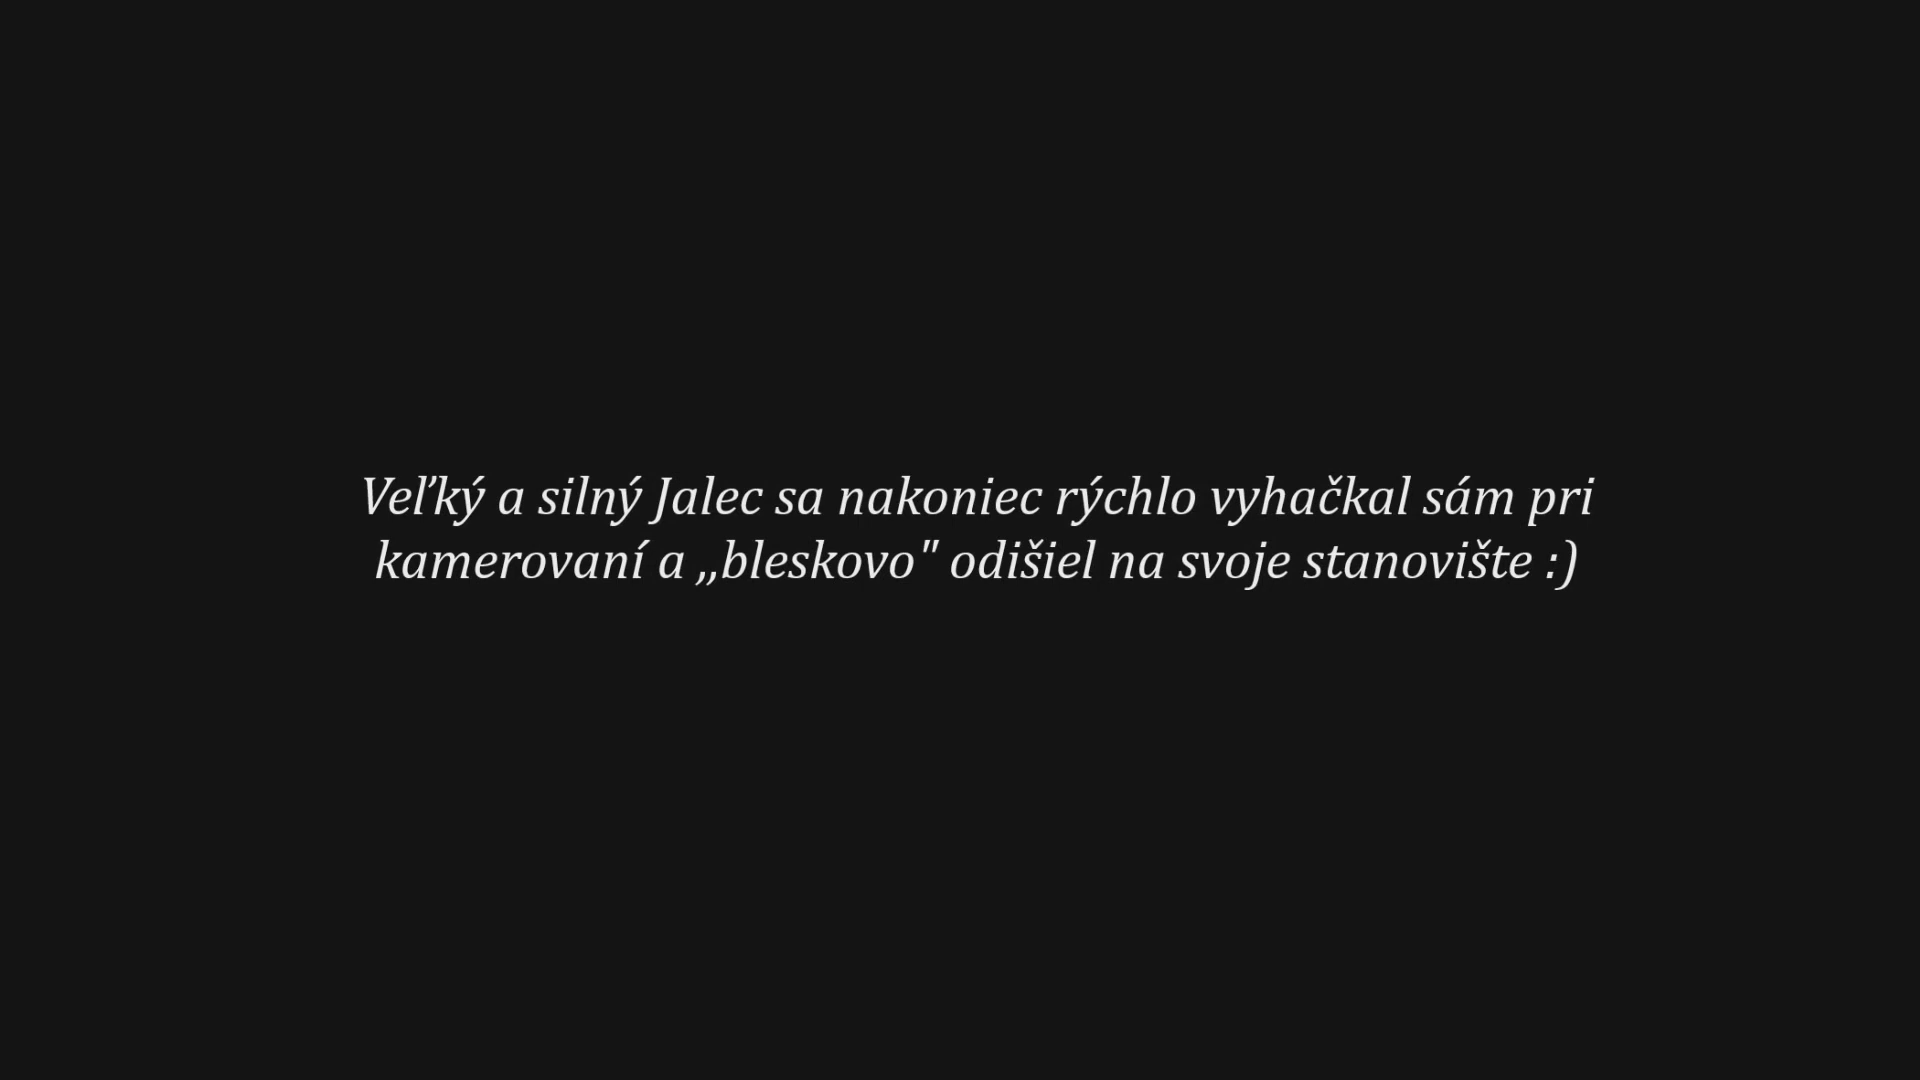 Veľký a silný Jalec sa nakoniec rýchlo vyhačkal sám pri
kamerovaní a ,,bleskovo" odišiel na svoje stanovište :)